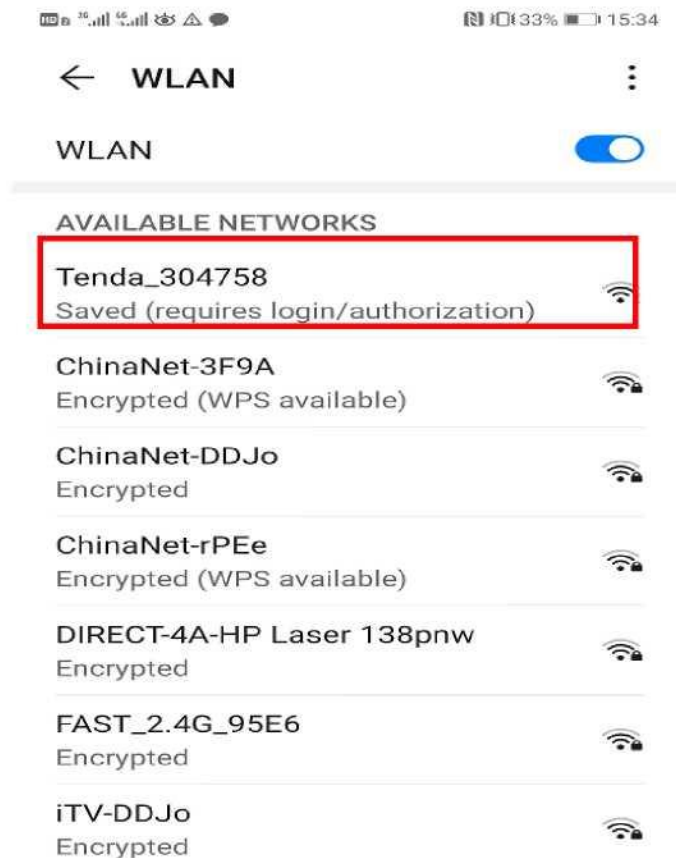 33% 15:34
WLAN
WLAN
AVAILABLE NETWORKS
Tenda_304758
Saved (requires login/authorization)
ChinaNet-3F9A
Encrypted (WPS available)
ChinaNet-DDJo
Encrypted
ChinaNet-rPEe
Encrypted (WPS available)
DIRECT-4A-HP Laser 138pnw
Encrypted
FAST_2.4G_95E6
Encrypted
iTV-DDJo
Encrypted